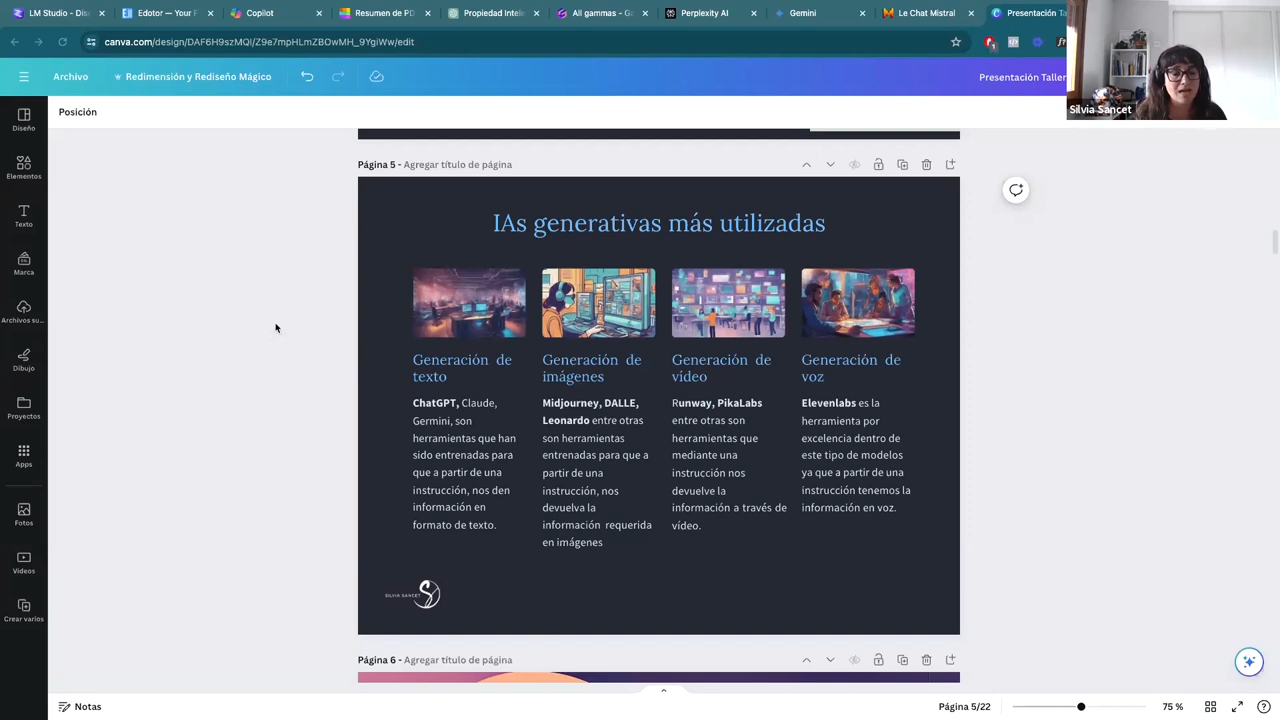 LM Studio - Disc
Editor — Your F
Copilot
Resumen de PD
Propiedad Intele
All gammas - Ga
Perplexity AI
Gemini
Le Chat Mistral
Presentación Ta
canva.com/design/DAF6H9szMQI/Z9e7mpHLmZBOwMH_9YgiWw/edit
Archivo
Redimensión y Rediseño Mágico
Presentación Taller
Silvia Sancet
Posición
Diseño
Elementos
Texto
Marca
Archivos su...
Dibujo
Proyectos
Apps
Fotos
Vídeos
Crear varios
Página 5 - Agregar título de página
IAs generativas más utilizadas
Generación de
texto
ChatGPT, Claude,
Germini, son
herramientas que han
sido entrenadas para
que a partir de una
instrucción, nos den
información en
formato de texto.
Generación de
imágenes
Midjourney, DALLE,
Leonardo entre otras
son herramientas
entrenadas para que a
partir de una
instrucción, nos
devuelva la
información requerida
en imágenes
Generación de
vídeo
Runway, PikaLabs
entre otras son
herramientas que
mediante una
instrucción nos
devuelve la
información a través de
vídeo.
Generación de
voz
Elevenlabs es la
herramienta por
excelencia dentro de
este tipo de modelos
ya que a partir de una
instrucción tenemos la
información en voz.
SILVIA SANCET
Página 6 - Agregar título de página
Notas
Página 5/22
75 %